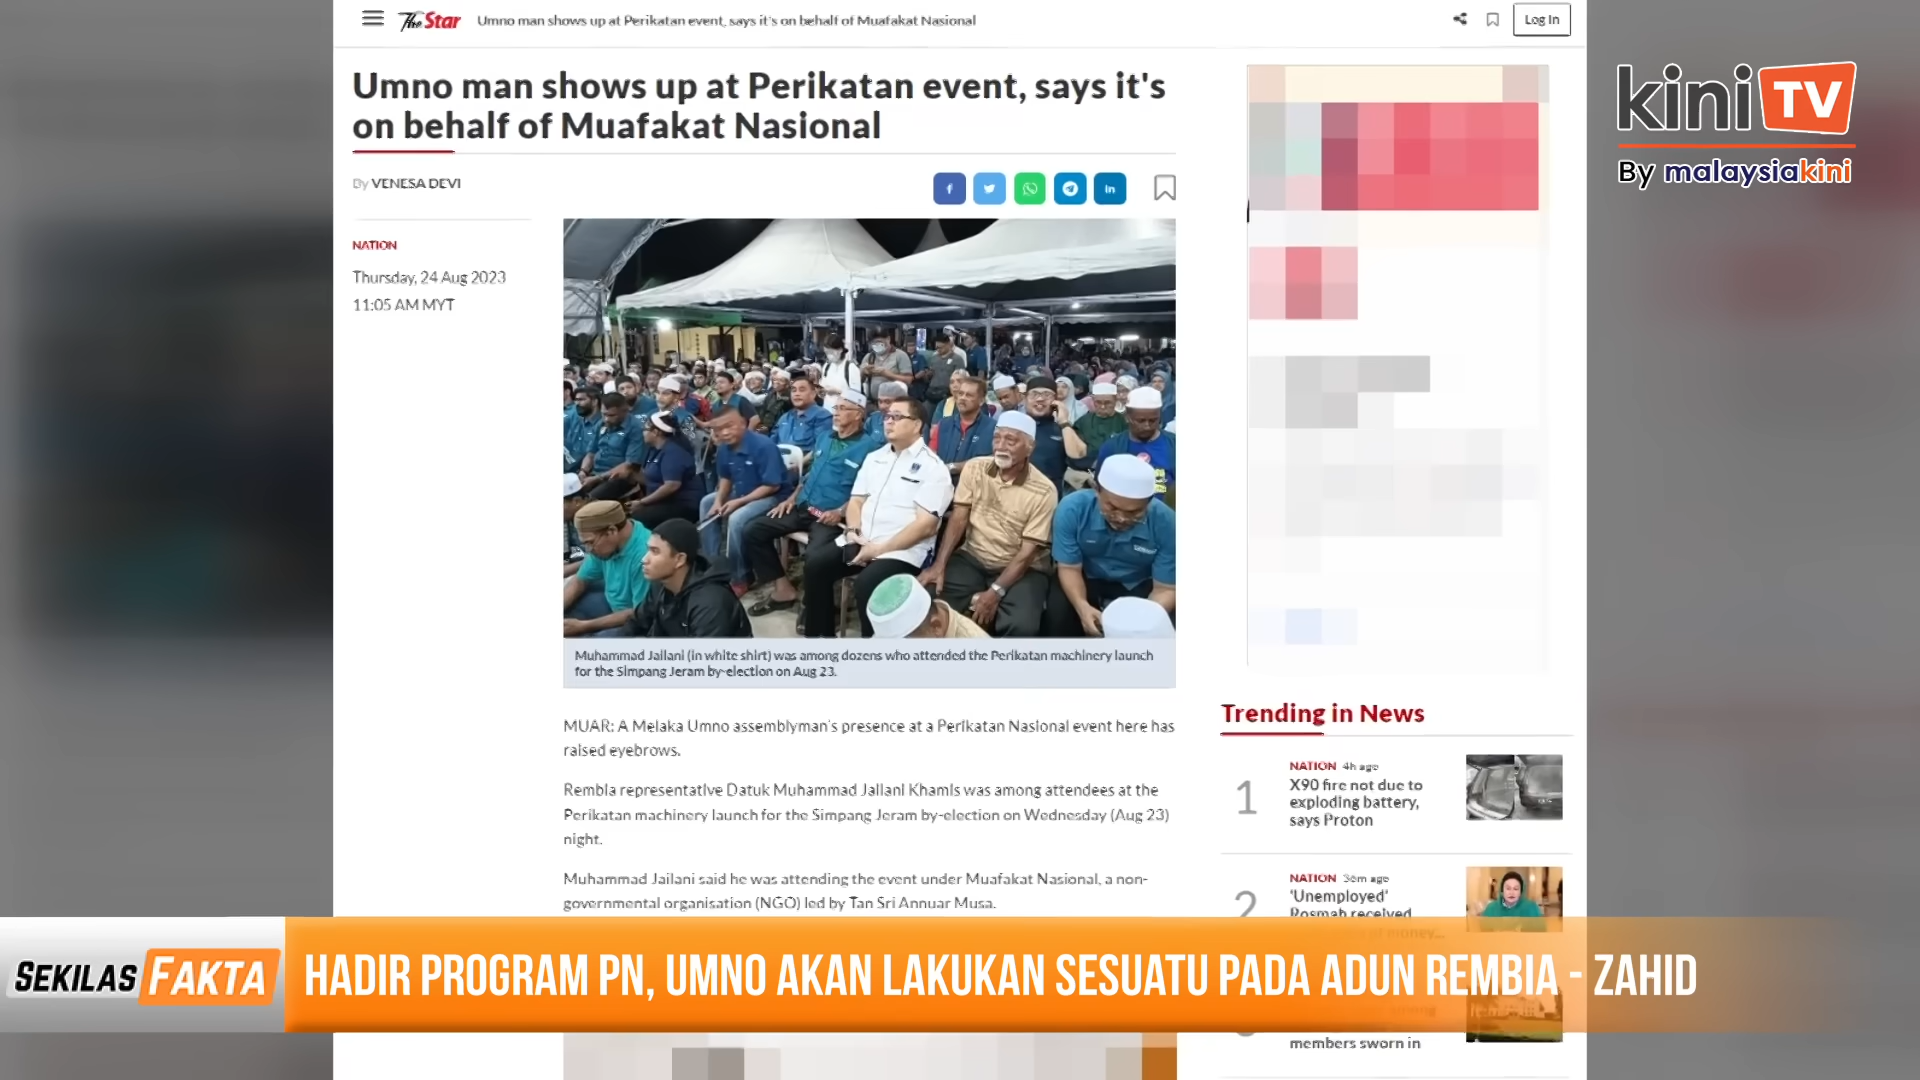 The Star
Umno man shows up at Perikatan event, says it's on behalf of Muafakat Nasional
Log In
Umno man shows up at Perikatan event, says it's
on behalf of Muafakat Nasional
By VENESA DEVI
NATION
Thursday, 24 Aug 2023
11:05 AM MYT
Muhammad Jailani (in white shirt) was among dozens who attended the Perikatan machinery launch
for the Simpang Jeram by-election on Aug 23.
MUAR: A Melaka Umno assemblyman's presence at a Perikatan Nasional event here has
raised eyebrows.
Rembia representative Datuk Muhammad Jailani Khamis was among attendees at the
Perikatan machinery launch for the Simpang Jeram by-election on Wednesday (Aug 23)
night.
Muhammad Jailani said he was attending the event under Muafakat Nasional, a non-
governmental organisation (NGO) led by Tan Sri Annuar Musa.
kini TV
By malaysiakini
Trending in News
1
NATION 4h ago
X90 fire not due to
exploding battery,
says Proton
2
NATION 36m ago
'Unemployed'
Rosmah received
money...
members sworn in
SEKILAS FAKTA
HADIR PROGRAM PN, UMNO AKAN LAKUKAN SESUATU PADA ADUN REMBIA - ZAHID